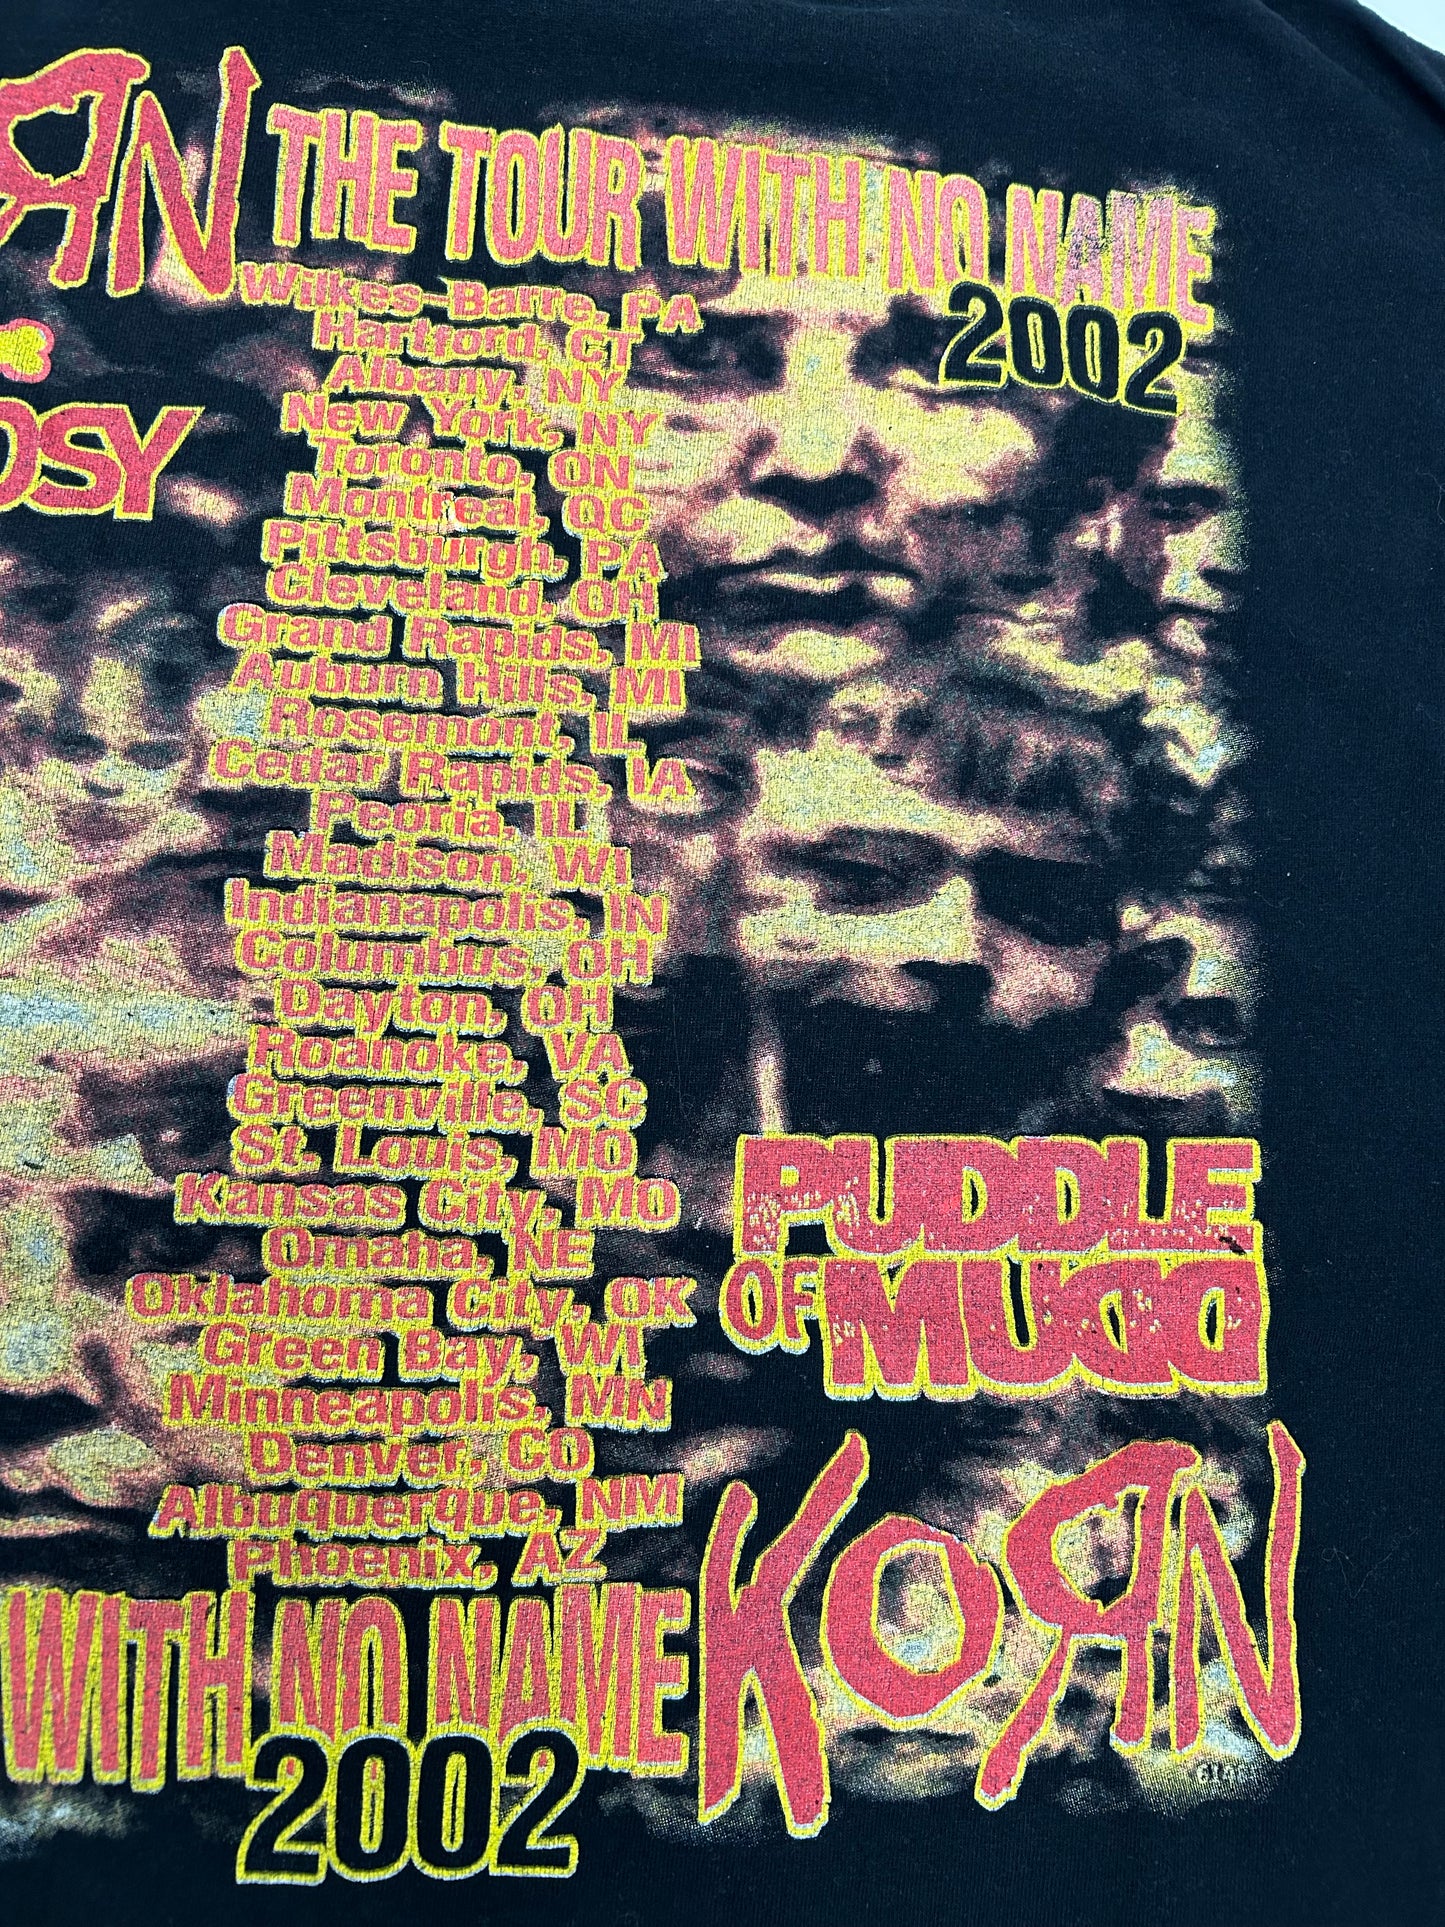 KORN THE TOUR WITH NO NAME
2002
OSY
Wilkes-Barre, PA
Hartford, CT
Albany, NY
New York, NY
Toronto, ON
Montreal, QC
Pittsburgh, PA
Cleveland, OH
Grand Rapids, MI
Auburn Hills, MI
Rosemont, IL
Cedar Rapids, IA
Peoria, IL
Madison, WI
Indianapolis, IN
Columbus, OH
Dayton, OH
Roanoke, VA
Greenville, SC
St. Louis, MO
Kansas City, MO
Omaha, NE
Oklahoma City, OK
Green Bay, WI
Minneapolis, MN
Denver, CO
Albuquerque, NM
Phoenix, AZ
PUDDLE
OF MUDD
WITH NO NAME
2002
KORN